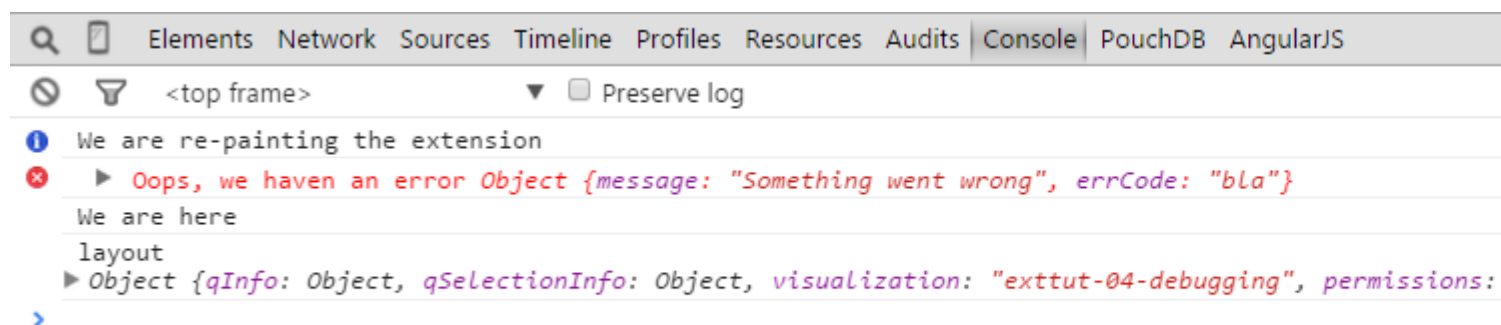 Elements Network Sources Timeline Profiles Resources Audits Console PouchDB AngularJS
<top frame> Preserve log
We are re-painting the extension
Oops, we haven an error Object {message: "Something went wrong", errCode: "bla"}
We are here
layout
Object {qInfo: Object, qSelectionInfo: Object, visualization: "exttut-04-debugging", permissions: